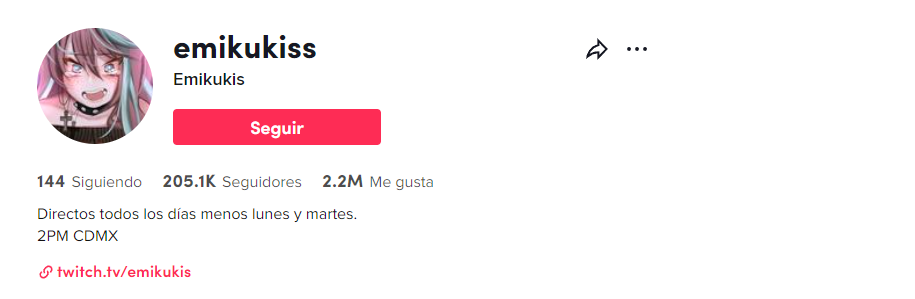 emikukiss
Emikukis
Seguir
144 Siguiendo 205.1K Seguidores 2.2M Me gusta
Directos todos los días menos lunes y martes.
2PM CDMX
twitch.tv/emikukis